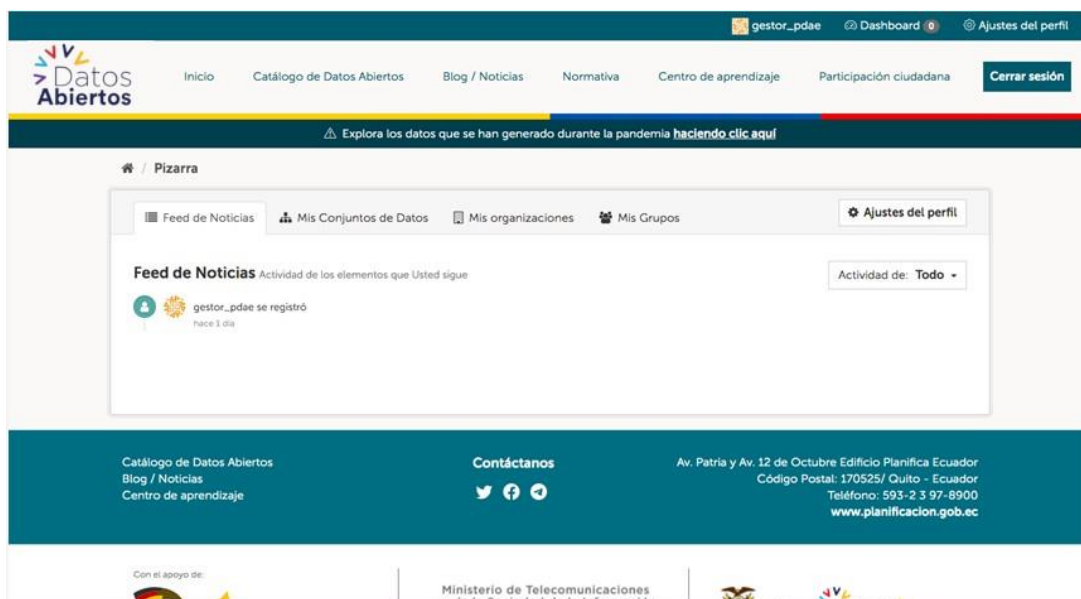 gestor_pdae Dashboard 0 Ajustes del perfil
Datos
Abiertos
Inicio Catálogo de Datos Abiertos Blog / Noticias Normativa Centro de aprendizaje Participación ciudadana Cerrar sesión
Explora los datos que se han generado durante la pandemia haciendo clic aquí
/ Pizarra
Feed de Noticias Mis Conjuntos de Datos Mis organizaciones Mis Grupos Ajustes del perfil
Feed de Noticias Actividad de los elementos que Usted sigue Actividad de: Todo
gestor_pdae se registró
hace 1 día
Catálogo de Datos Abiertos
Blog / Noticias
Centro de aprendizaje
Contáctanos
Av. Patria y Av. 12 de Octubre Edificio Planifica Ecuador
Código Postal: 170525/ Quito - Ecuador
Teléfono: 593-2 3 97-8900
www.planificacion.gob.ec
Con el apoyo de:
Ministerio de Telecomunicaciones